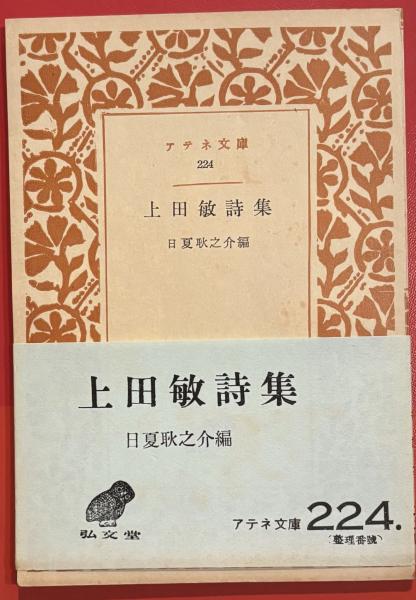 アテネ文庫
224
上田敏詩集
日夏耿之介編
上田敏詩集
日夏耿之介編
弘文堂
アテネ文庫 224.
(整理番號)